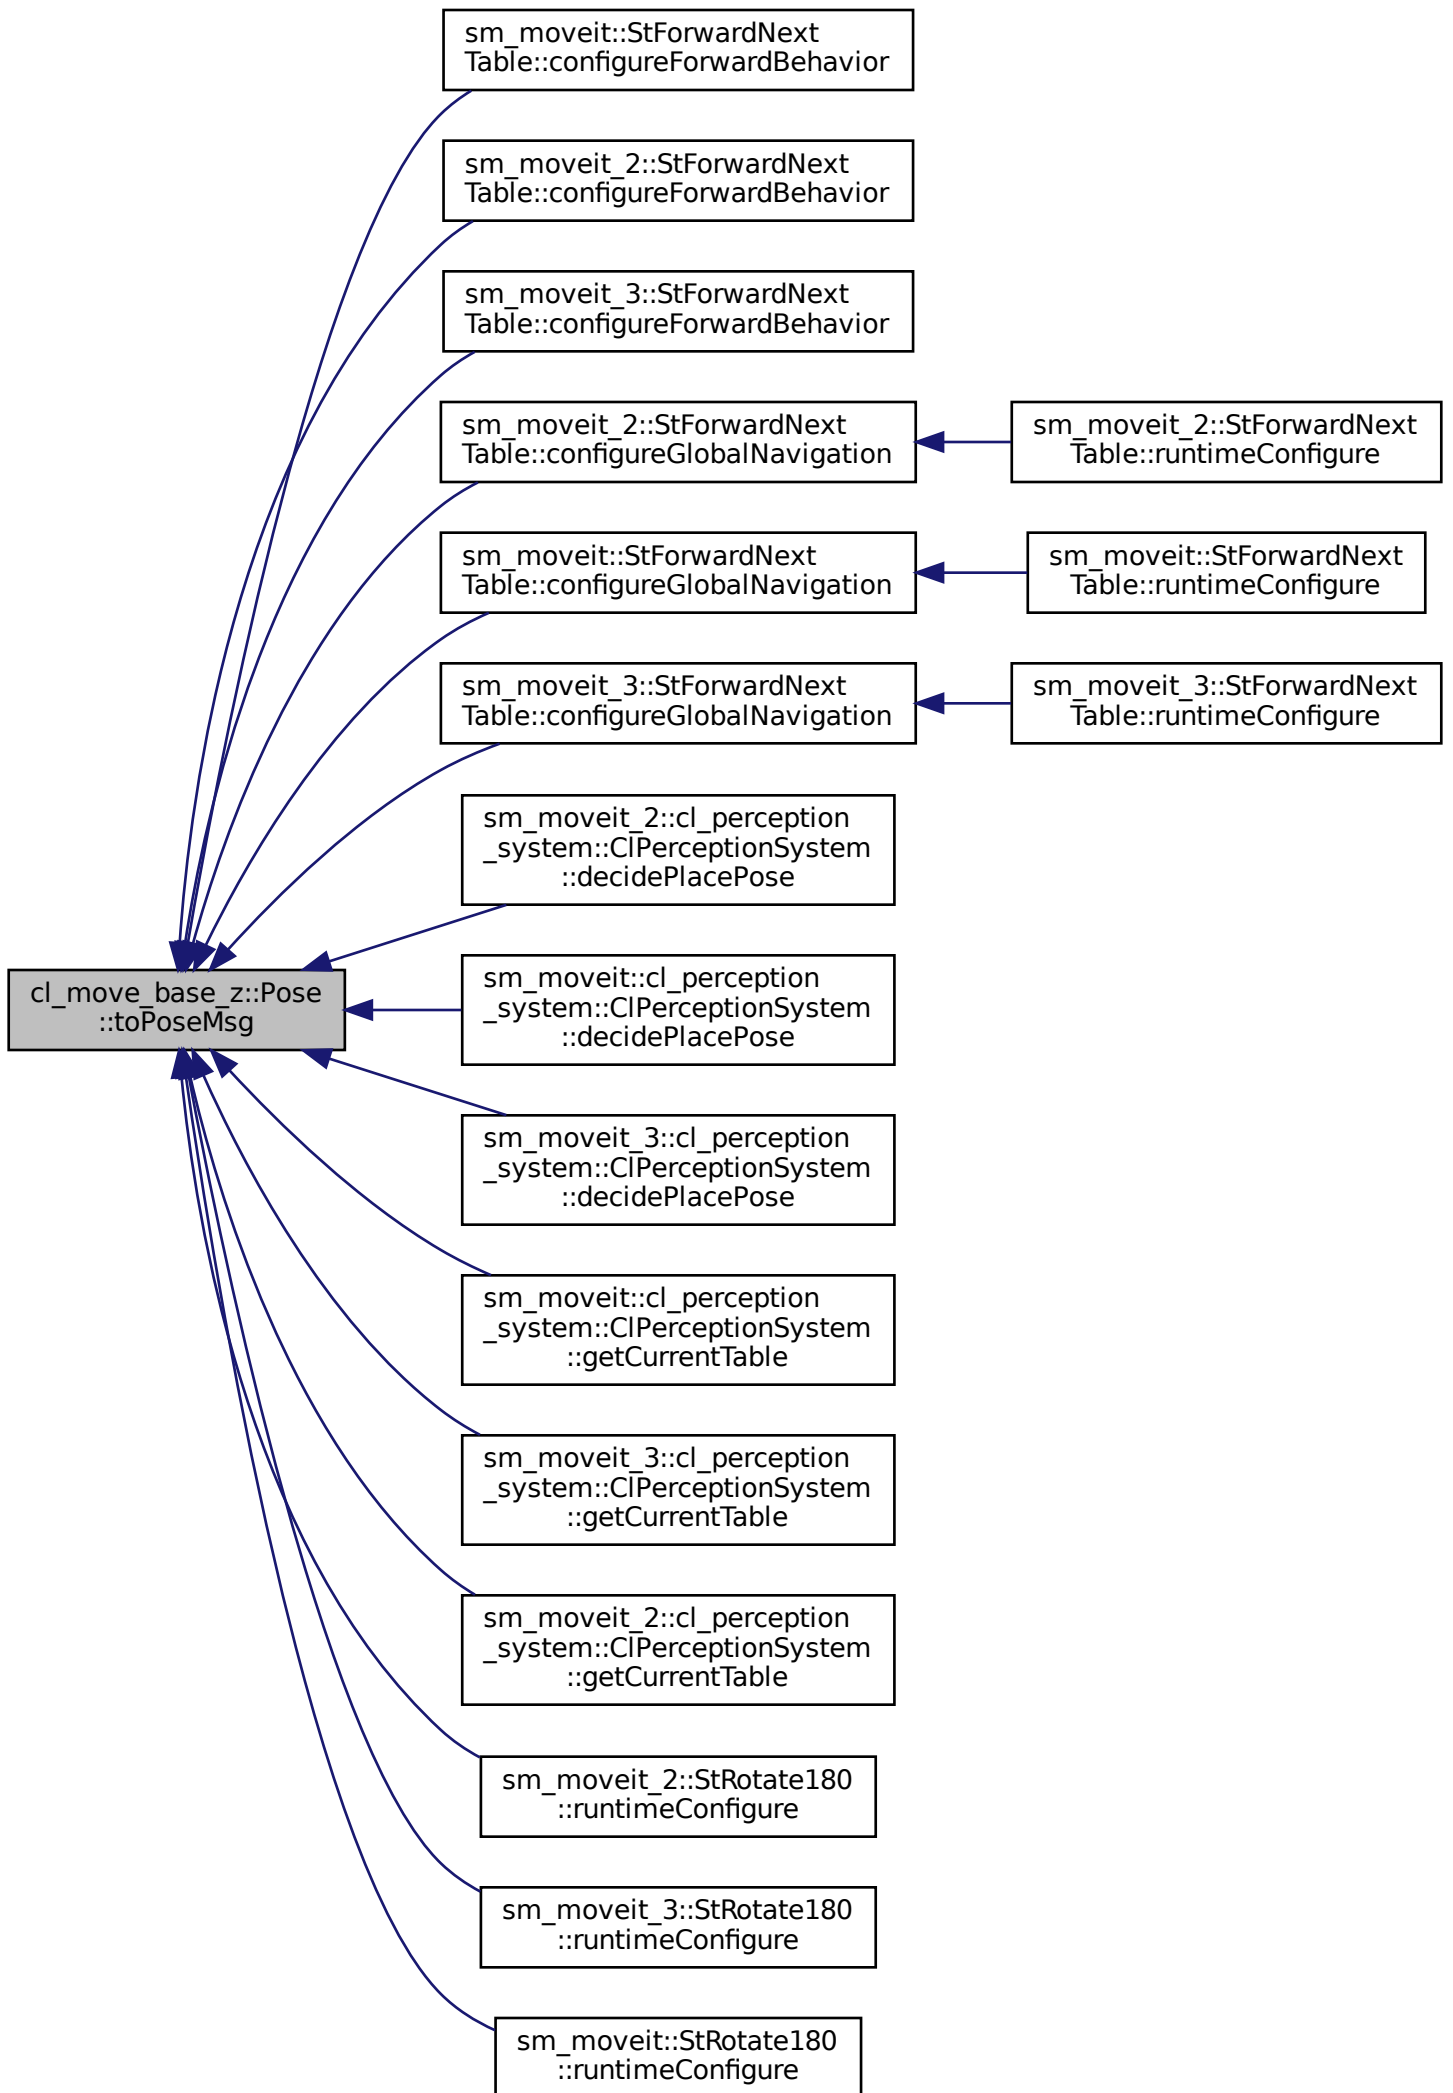 sm_moveit::StForwardNext
Table::configureForwardBehavior
sm_moveit_2::StForwardNext
Table::configureForwardBehavior
sm_moveit_3::StForwardNext
Table::configureForwardBehavior
sm_moveit_2::StForwardNext
Table::configureGlobalNavigation
sm_moveit_2::StForwardNext
Table::runtimeConfigure
sm_moveit::StForwardNext
Table::configureGlobalNavigation
sm_moveit::StForwardNext
Table::runtimeConfigure
sm_moveit_3::StForwardNext
Table::configureGlobalNavigation
sm_moveit_3::StForwardNext
Table::runtimeConfigure
sm_moveit_2::cl_perception
_system::ClPerceptionSystem
::decidePlacePose
cl_move_base_z::Pose
::toPoseMsg
sm_moveit::cl_perception
_system::ClPerceptionSystem
::decidePlacePose
sm_moveit_3::cl_perception
_system::ClPerceptionSystem
::decidePlacePose
sm_moveit::cl_perception
_system::ClPerceptionSystem
::getCurrentTable
sm_moveit_3::cl_perception
_system::ClPerceptionSystem
::getCurrentTable
sm_moveit_2::cl_perception
_system::ClPerceptionSystem
::getCurrentTable
sm_moveit_2::StRotate180
::runtimeConfigure
sm_moveit_3::StRotate180
::runtimeConfigure
sm_moveit::StRotate180
::runtimeConfigure